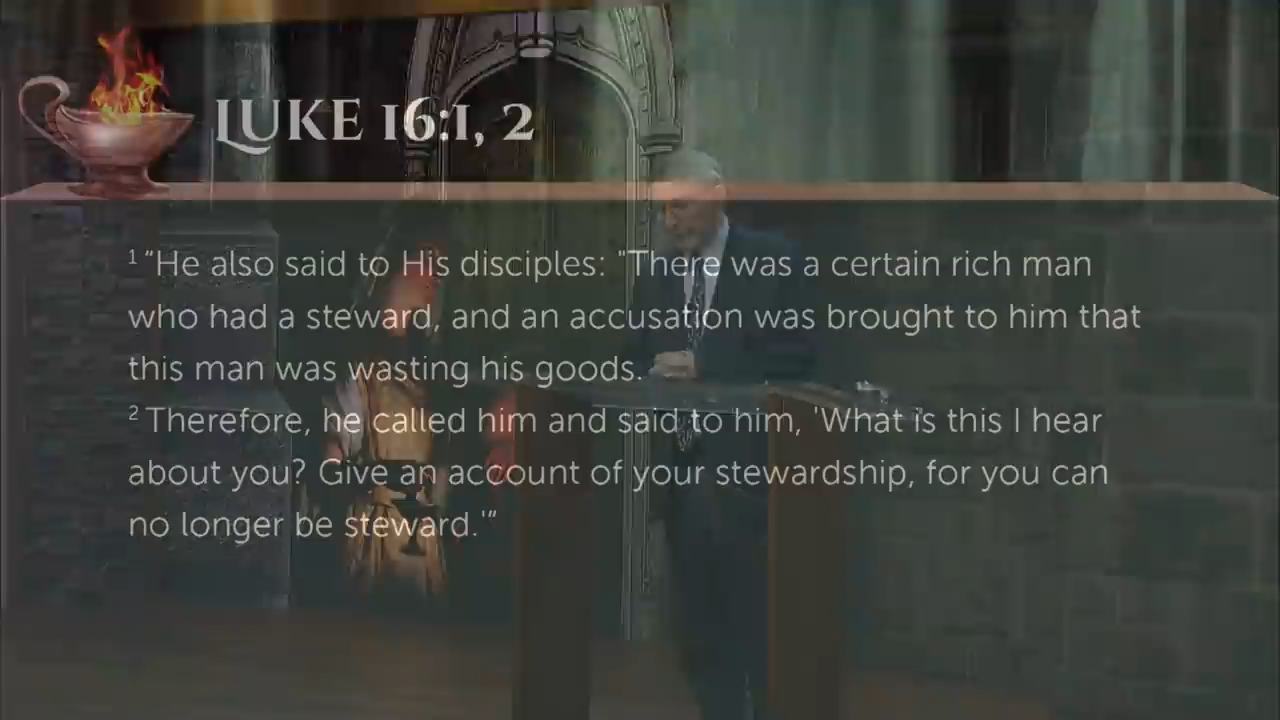 LUKE 16:1, 2
1 "He also said to His disciples: "There was a certain rich man
who had a steward, and an accusation was brought to him that
this man was wasting his goods.
2 Therefore, he called him and said to him, 'What is this I hear
about you? Give an account of your stewardship, for you can
no longer be steward.'"